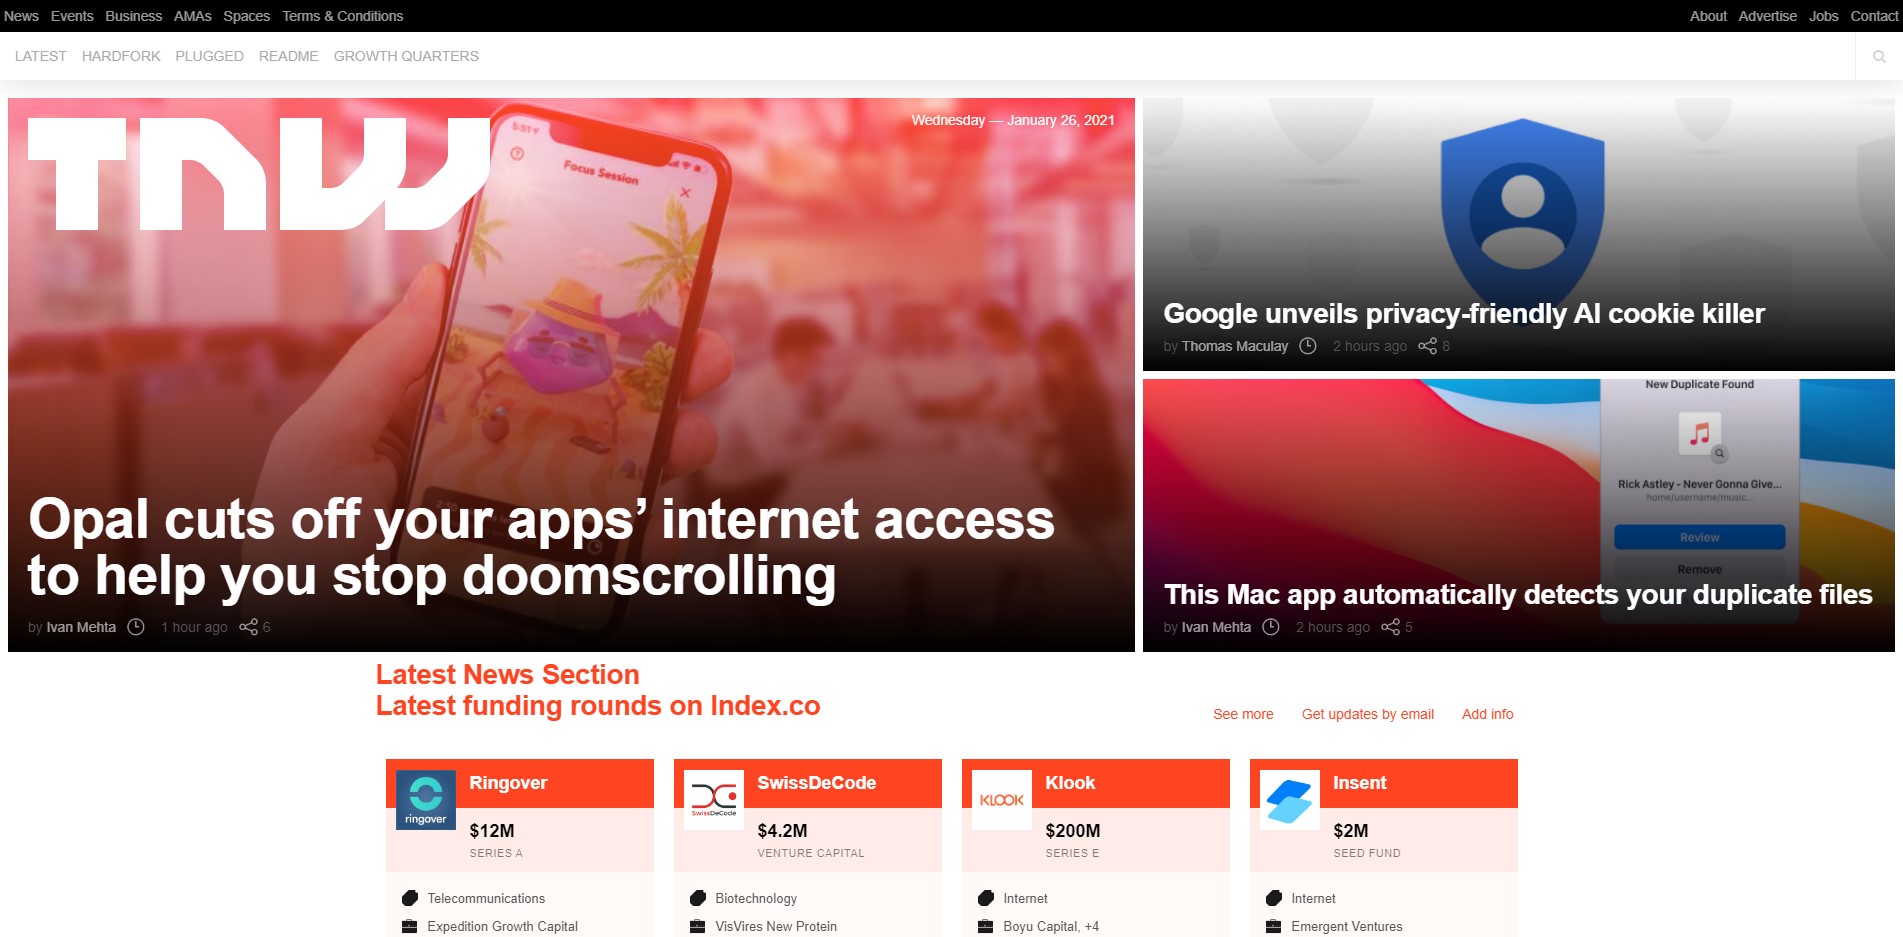 News Events Business AMAs Spaces Terms & Conditions About Advertise Jobs Contact
LATEST HARDFORK PLUGGED README GROWTH QUARTERS
TNW
Wednesday — January 26, 2021
5:51
Focus Session
Opal cuts off your apps’ internet access
to help you stop doomscrolling
by Ivan Mehta 1 hour ago 6
Google unveils privacy-friendly AI cookie killer
by Thomas Maculay 2 hours ago 8
New Duplicate Found
Rick Astley - Never Gonna Give...
home/username/music...
Review
Remove
This Mac app automatically detects your duplicate files
by Ivan Mehta 2 hours ago 5
Latest News Section
Latest funding rounds on Index.co
See more Get updates by email Add info
ringover
Ringover
$12M
SERIES A
Telecommunications
Expedition Growth Capital
SwissDeCode
SwissDeCode
$4.2M
VENTURE CAPITAL
Biotechnology
VisVires New Protein
KLOOK
Klook
$200M
SERIES E
Internet
Boyu Capital, +4
Insent
$2M
SEED FUND
Internet
Emergent Ventures